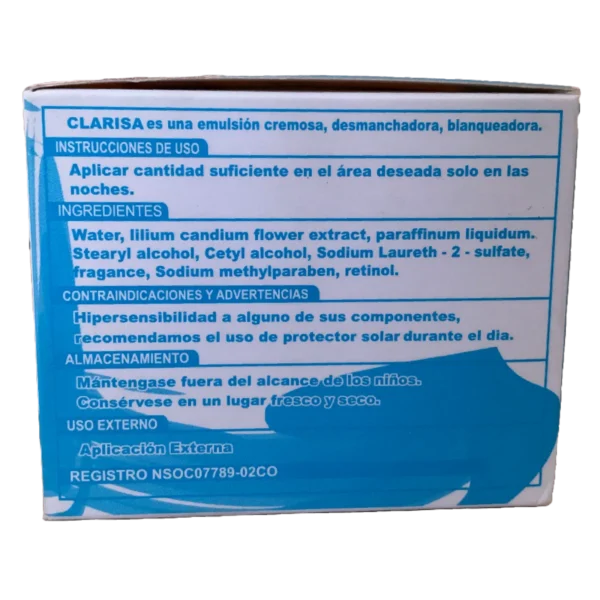 CLARISA es una emulsión cremosa, desmanchadora, blanqueadora.
INSTRUCCIONES DE USO
Aplicar cantidad suficiente en el área deseada solo en las
noches.
INGREDIENTES
Water, lilium candium flower extract, paraffinum liquidum.
Stearyl alcohol, Cetyl alcohol, Sodium Laureth - 2 - sulfate,
fragance, Sodium methylparaben, retinol.
CONTRAINDICACIONES Y ADVERTENCIAS
Hipersensibilidad a alguno de sus componentes,
recomendamos el uso de protector solar durante el dia.
ALMACENAMIENTO
Mántengase fuera del alcance de los niños.
Consérvese en un lugar fresco y seco.
USO EXTERNO
Aplicación Externa
REGISTRO NSOC07789-02CO